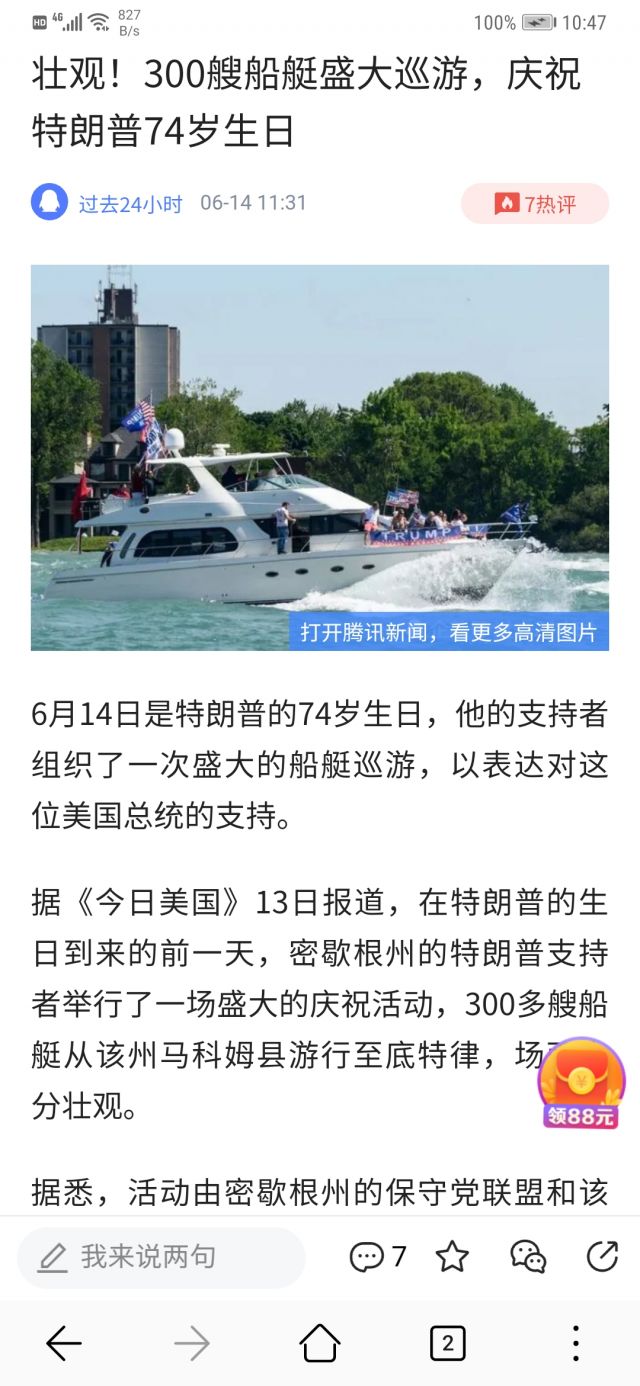 HD 4G 827 B/s 100% 10:47
壮观！300艘船艇盛大巡游，庆祝
特朗普74岁生日
过去24小时 06-14 11:31 7热评
TRUMP
打开腾讯新闻，看更多高清图片
6月14日是特朗普的74岁生日，他的支持者
组织了一次盛大的船艇巡游，以表达对这
位美国总统的支持。
据《今日美国》13日报道，在特朗普的生
日到来的前一天，密歇根州的特朗普支持
者举行了一场盛大的庆祝活动，300多艘船
艇从该州马科姆县游行至底特律，场
分壮观。
领88元
据悉，活动由密歇根州的保守党联盟和该
我来说两句 7
2